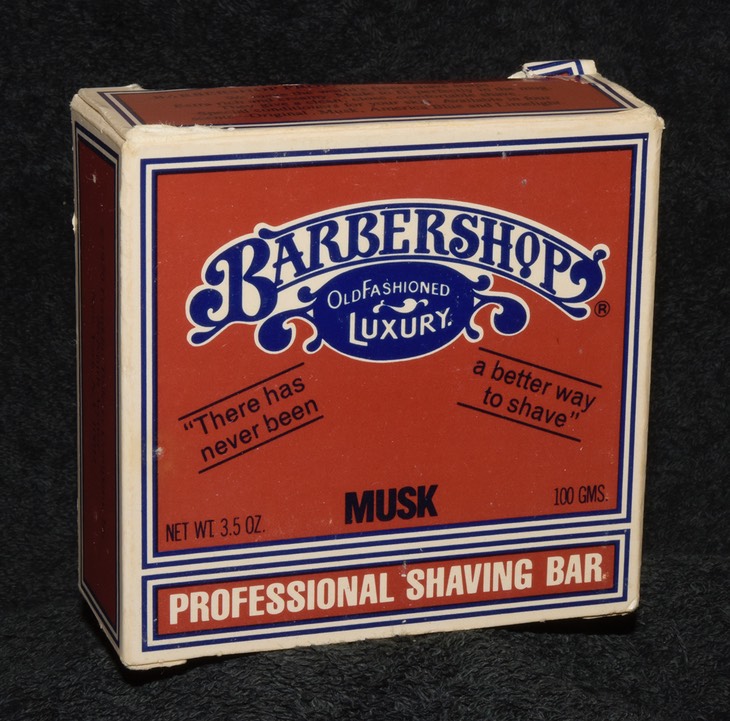 BARBERSHOP®
OLD FASHIONED
LUXURY.
"There has
never been
a better way
to shave"
MUSK
NET WT. 3.5 OZ.
100 GMS.
PROFESSIONAL SHAVING BAR